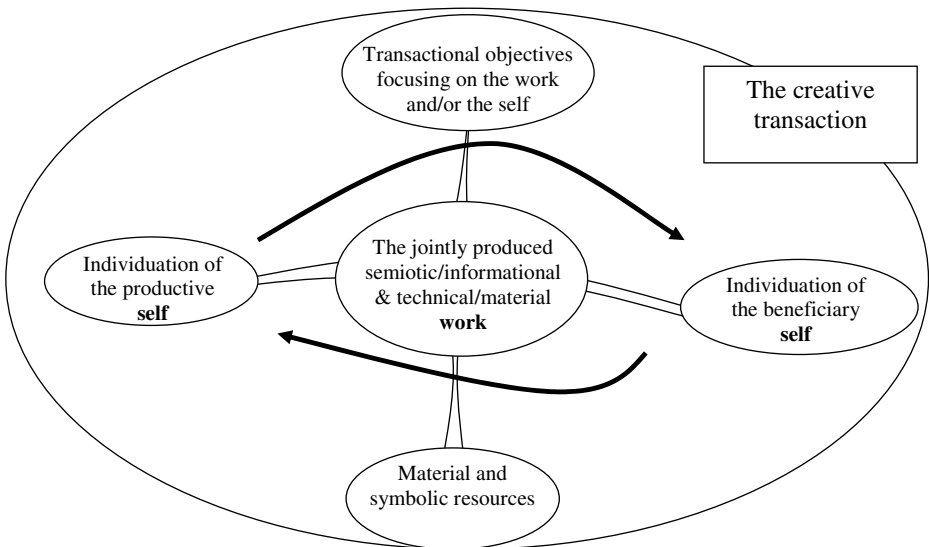 Transactional objectives
focusing on the work
and/or the self
The creative
transaction
Individuation of
the productive
self
The jointly produced
semiotic/informational
& technical/material
work
Individuation of
the beneficiary
self
Material and
symbolic resources